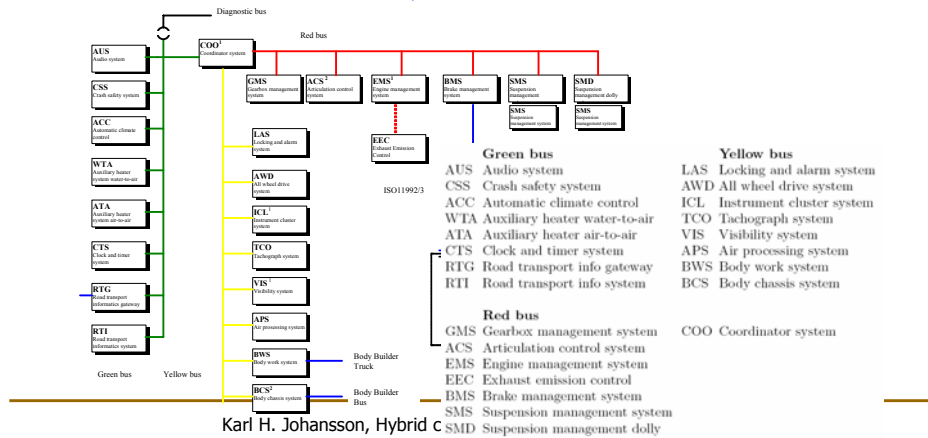 Diagnostic bus
Red bus
AUS
Audio system
CSS
Crash safety system
ACC
Automatic climate
control
WTA
Auxiliary heater
system water-to-air
ATA
Auxiliary heater
system air-to-air
CTS
Clock and timer
system
RTG
Road transport
informatics gateway
RTI
Road transport
informatics system
Green bus
Yellow bus
COO1
Coordinator system
GMS
Gearbox management
system
ACS2
Articulation control
system
EMS1
Engine management
system
BMS
Brake management
system
SMS
Suspension
management
SMD
Suspension
management dolly
SMS
Suspension
management system
SMS
Suspension
management system
EEC
Exhaust Emission
Control
ISO11992/3
LAS
Locking and alarm
system
AWD
All wheel drive
system
ICL1
Instrument cluster
system
TCO
Tachograph system
VIS1
Visibility system
APS
Air processing system
BWS
Body work system
BCS2
Body chassis system
Body Builder
Truck
Body Builder
Bus
Green bus
AUS Audio system
CSS Crash safety system
ACC Automatic climate control
WTA Auxiliary heater water-to-air
ATA Auxiliary heater air-to-air
CTS Clock and timer system
RTG Road transport info gateway
RTI Road transport info system
Yellow bus
LAS Locking and alarm system
AWD All wheel drive system
ICL Instrument cluster system
TCO Tachograph system
VIS Visibility system
APS Air processing system
BWS Body work system
BCS Body chassis system
Red bus
GMS Gearbox management system
ACS Articulation control system
EMS Engine management system
EEC Exhaust emission control
BMS Brake management system
SMS Suspension management system
SMD Suspension management dolly
COO Coordinator system
Karl H. Johansson, Hybrid c